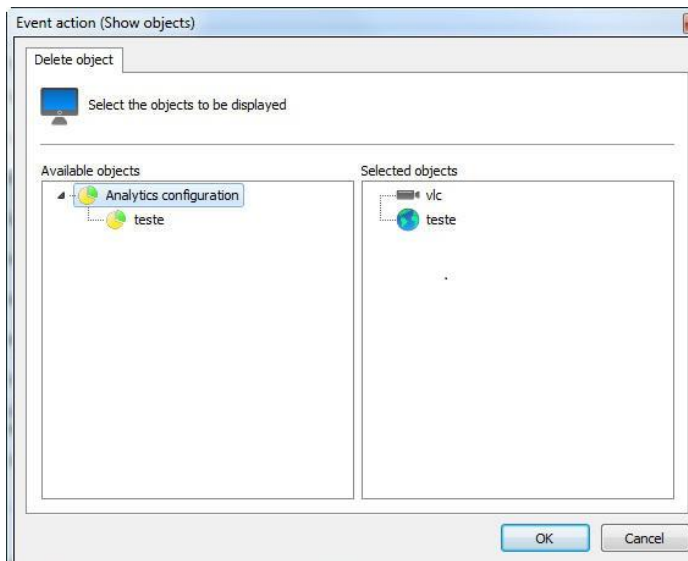 Event action (Show objects)
Delete object
Select the objects to be displayed
Available objects
Selected objects
Analytics configuration
teste
vlc
teste
OK
Cancel